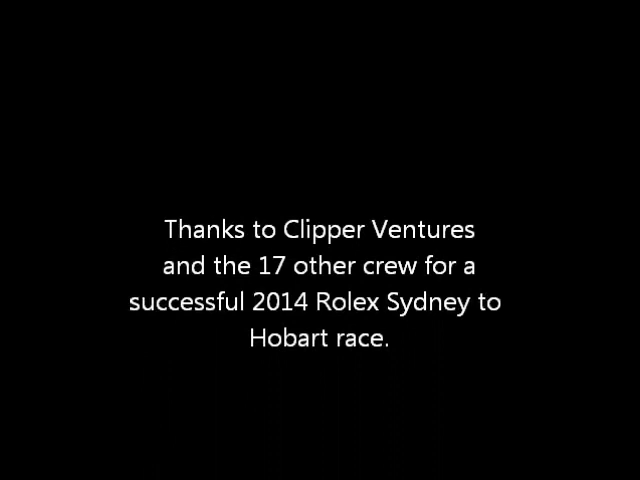 Thanks to Clipper Ventures
and the 17 other crew for a
successful 2014 Rolex Sydney to
Hobart race.